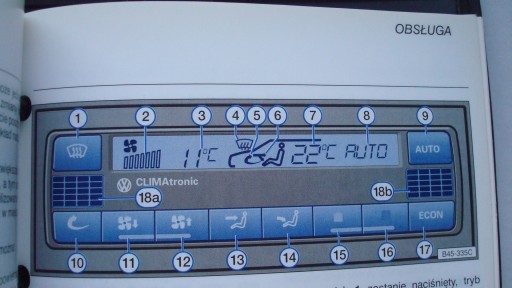 OBSŁUGA
1 2 3 4 5 6 7 8 9
11°C 22°C AUTO
AUTO
CLIMAtronic
18a 18b
ECON
10 11 12 13 14 15 16 17
B45-335C
zostanie naciśnięty, tryb